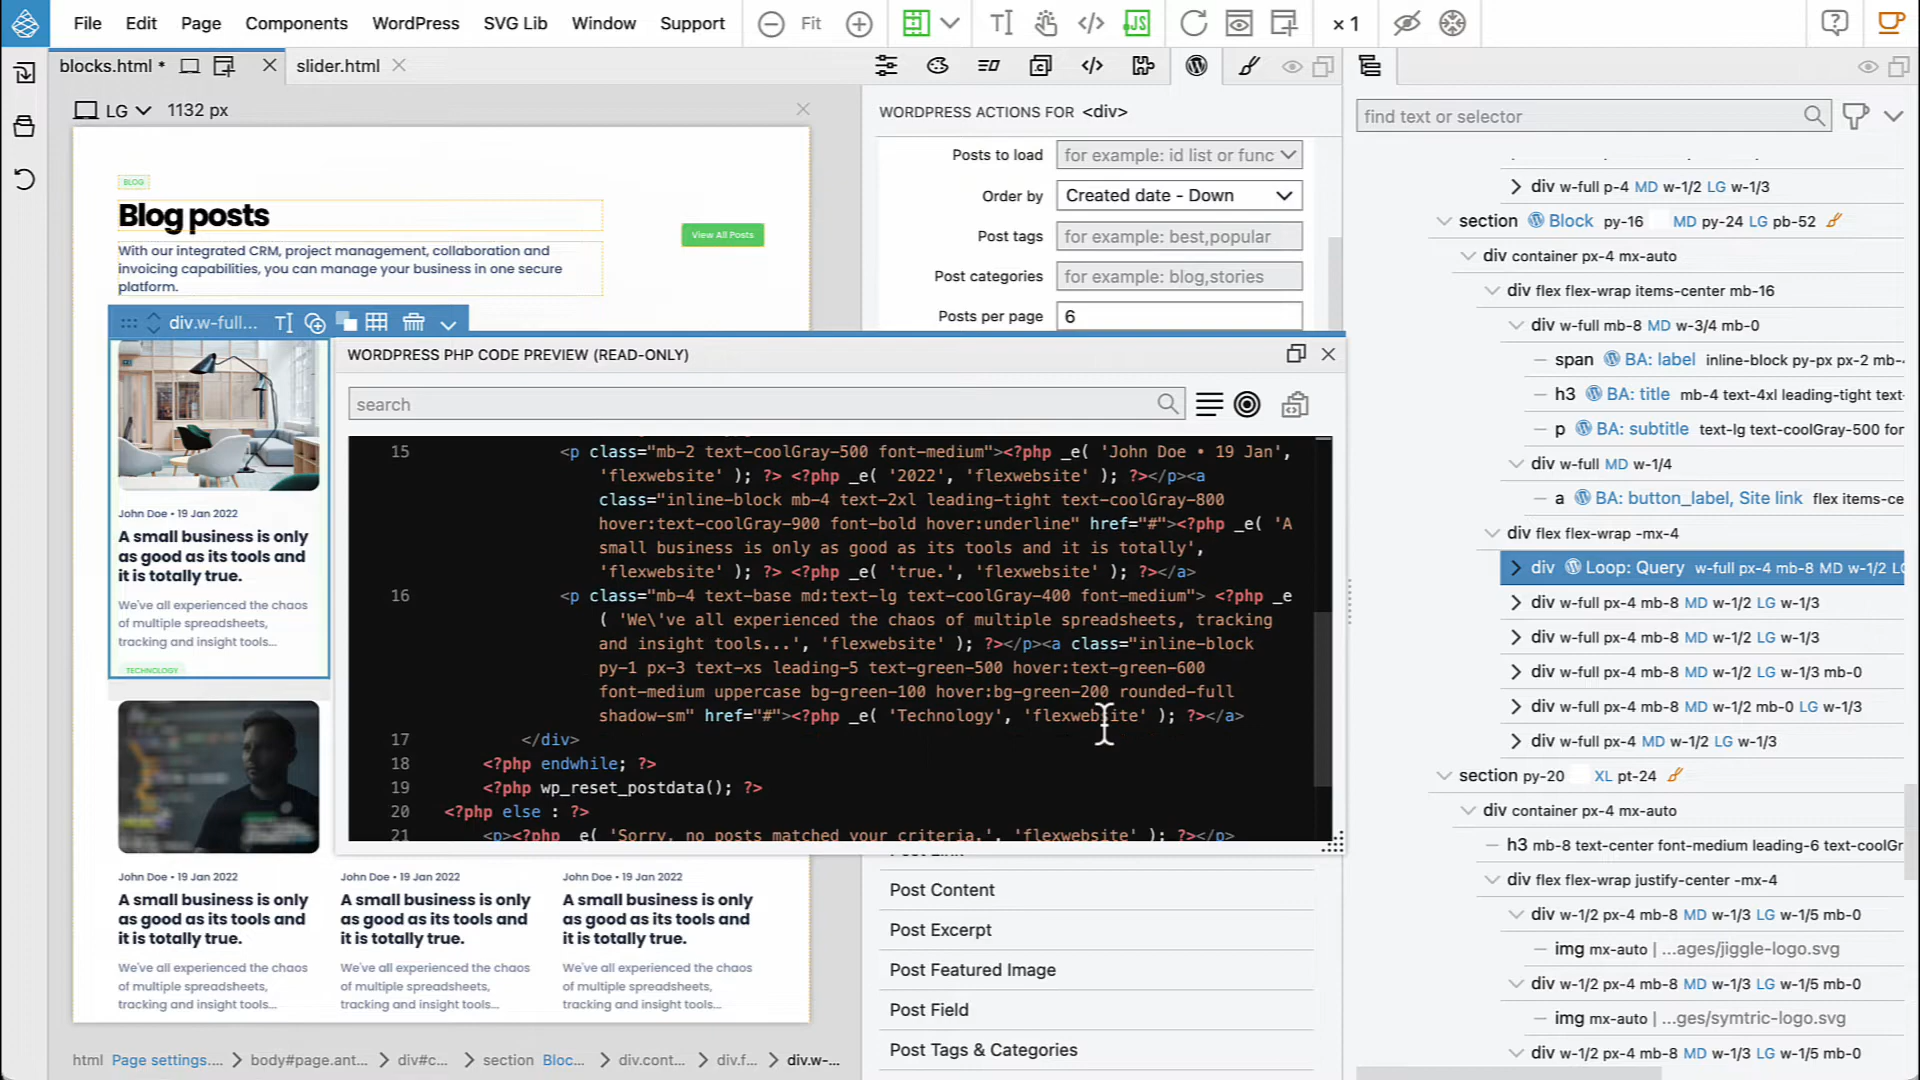 File Edit Page Components WordPress SVG Lib Window Support Fit JS × 1
blocks.html * slider.html
LG 1132 px
BLOG
Blog posts
With our integrated CRM, project management, collaboration and
invoicing capabilities, you can manage your business in one secure
platform.
View All Posts
div.w-full...
John Doe • 19 Jan 2022
A small business is only
as good as its tools and
it is totally true.
We've all experienced the chaos
of multiple spreadsheets,
tracking and insight tools...
TECHNOLOGY
John Doe • 19 Jan 2022
A small business is only
as good as its tools and
it is totally true.
We've all experienced the chaos
of multiple spreadsheets,
tracking and insight tools...
John Doe • 19 Jan 2022
A small business is only
as good as its tools and
it is totally true.
We've all experienced the chaos
of multiple spreadsheets,
tracking and insight tools...
John Doe • 19 Jan 2022
A small business is only
as good as its tools and
it is totally true.
We've all experienced the chaos
of multiple spreadsheets,
tracking and insight tools...
html Page settings.... body#page.ant... div#c... section Bloc... div.cont... div.f... div.w-...
WORDPRESS ACTIONS FOR <div>
Posts to load for example: id list or func
Order by Created date - Down
Post tags for example: best,popular
Post categories for example: blog,stories
Posts per page 6
WORDPRESS PHP CODE PREVIEW (READ-ONLY)
search
15 <p class="mb-2 text-coolGray-500 font-medium"><?php _e( 'John Doe • 19 Jan',
'flexwebsite' ); ?> <?php _e( '2022', 'flexwebsite' ); ?></p><a
class="inline-block mb-4 text-2xl leading-tight text-coolGray-800
hover:text-coolGray-900 font-bold hover:underline" href="#"><?php _e( 'A
small business is only as good as its tools and it is totally',
'flexwebsite' ); ?> <?php _e( 'true.', 'flexwebsite' ); ?></a>
16 <p class="mb-4 text-base md:text-lg text-coolGray-400 font-medium"> <?php _e
( 'We\'ve all experienced the chaos of multiple spreadsheets, tracking
and insight tools...', 'flexwebsite' ); ?></p><a class="inline-block
py-1 px-3 text-xs leading-5 text-green-500 hover:text-green-600
font-medium uppercase bg-green-100 hover:bg-green-200 rounded-full
shadow-sm" href="#"><?php _e( 'Technology', 'flexwebsite' ); ?></a>
17 </div>
18 <?php endwhile; ?>
19 <?php wp_reset_postdata(); ?>
20 <?php else : ?>
21 <p><?php _e( 'Sorry, no posts matched your criteria.', 'flexwebsite' ); ?></p>
Post Link
Post Content
Post Excerpt
Post Featured Image
Post Field
Post Tags & Categories
find text or selector
div w-full p-4 MD w-1/2 LG w-1/3
section Block py-16 MD py-24 LG pb-52
div container px-4 mx-auto
div flex flex-wrap items-center mb-16
div w-full mb-8 MD w-3/4 mb-0
span BA: label inline-block py-px px-2 mb-4
h3 BA: title mb-4 text-4xl leading-tight text-
p BA: subtitle text-lg text-coolGray-500 for
div w-full MD w-1/4
a BA: button_label, Site link flex items-ce
div flex flex-wrap -mx-4
div Loop: Query w-full px-4 mb-8 MD w-1/2 LG
div w-full px-4 mb-8 MD w-1/2 LG w-1/3
div w-full px-4 mb-8 MD w-1/2 LG w-1/3
div w-full px-4 mb-8 MD w-1/2 LG w-1/3 mb-0
div w-full px-4 mb-8 MD w-1/2 mb-0 LG w-1/3
div w-full px-4 MD w-1/2 LG w-1/3
section py-20 XL pt-24
div container px-4 mx-auto
h3 mb-8 text-center font-medium leading-6 text-coolGr
div flex flex-wrap justify-center -mx-4
div w-1/2 px-4 mb-8 MD w-1/3 LG w-1/5 mb-0
img mx-auto | ...ages/jiggle-logo.svg
div w-1/2 px-4 mb-8 MD w-1/3 LG w-1/5 mb-0
img mx-auto | ...ges/symtric-logo.svg
div w-1/2 px-4 mb-8 MD w-1/3 LG w-1/5 mb-0